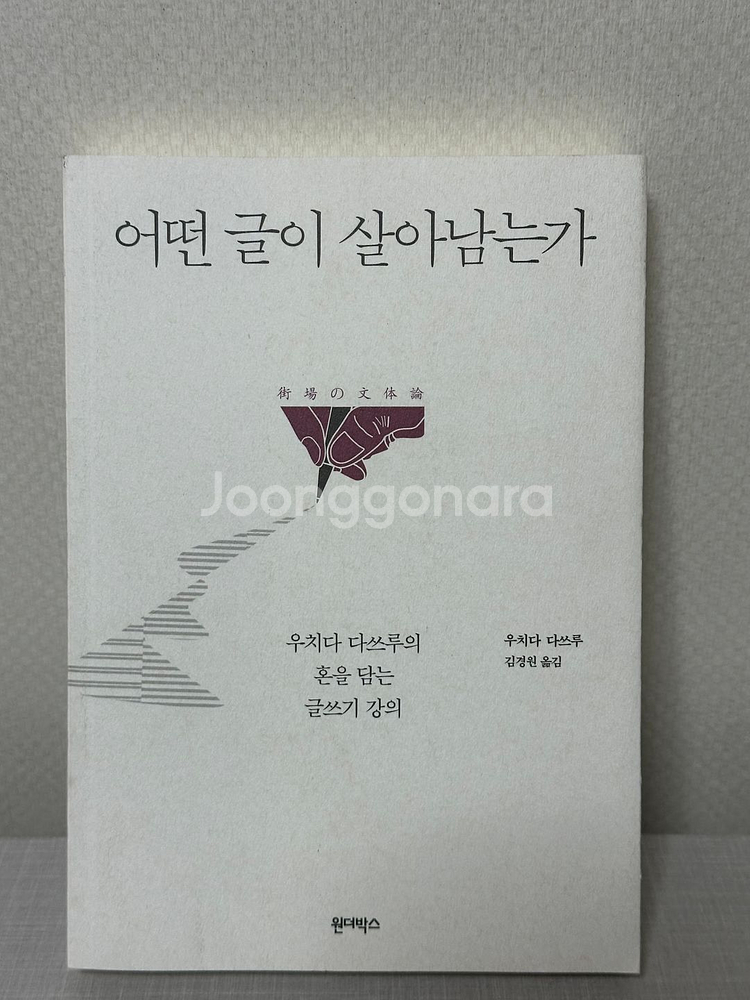 어떤 글이 살아남는가
街場の文体論
Joonggonara
우치다 다쓰루의
혼을 담는
글쓰기 강의
우치다 다쓰루
김경원 옮김
원더박스